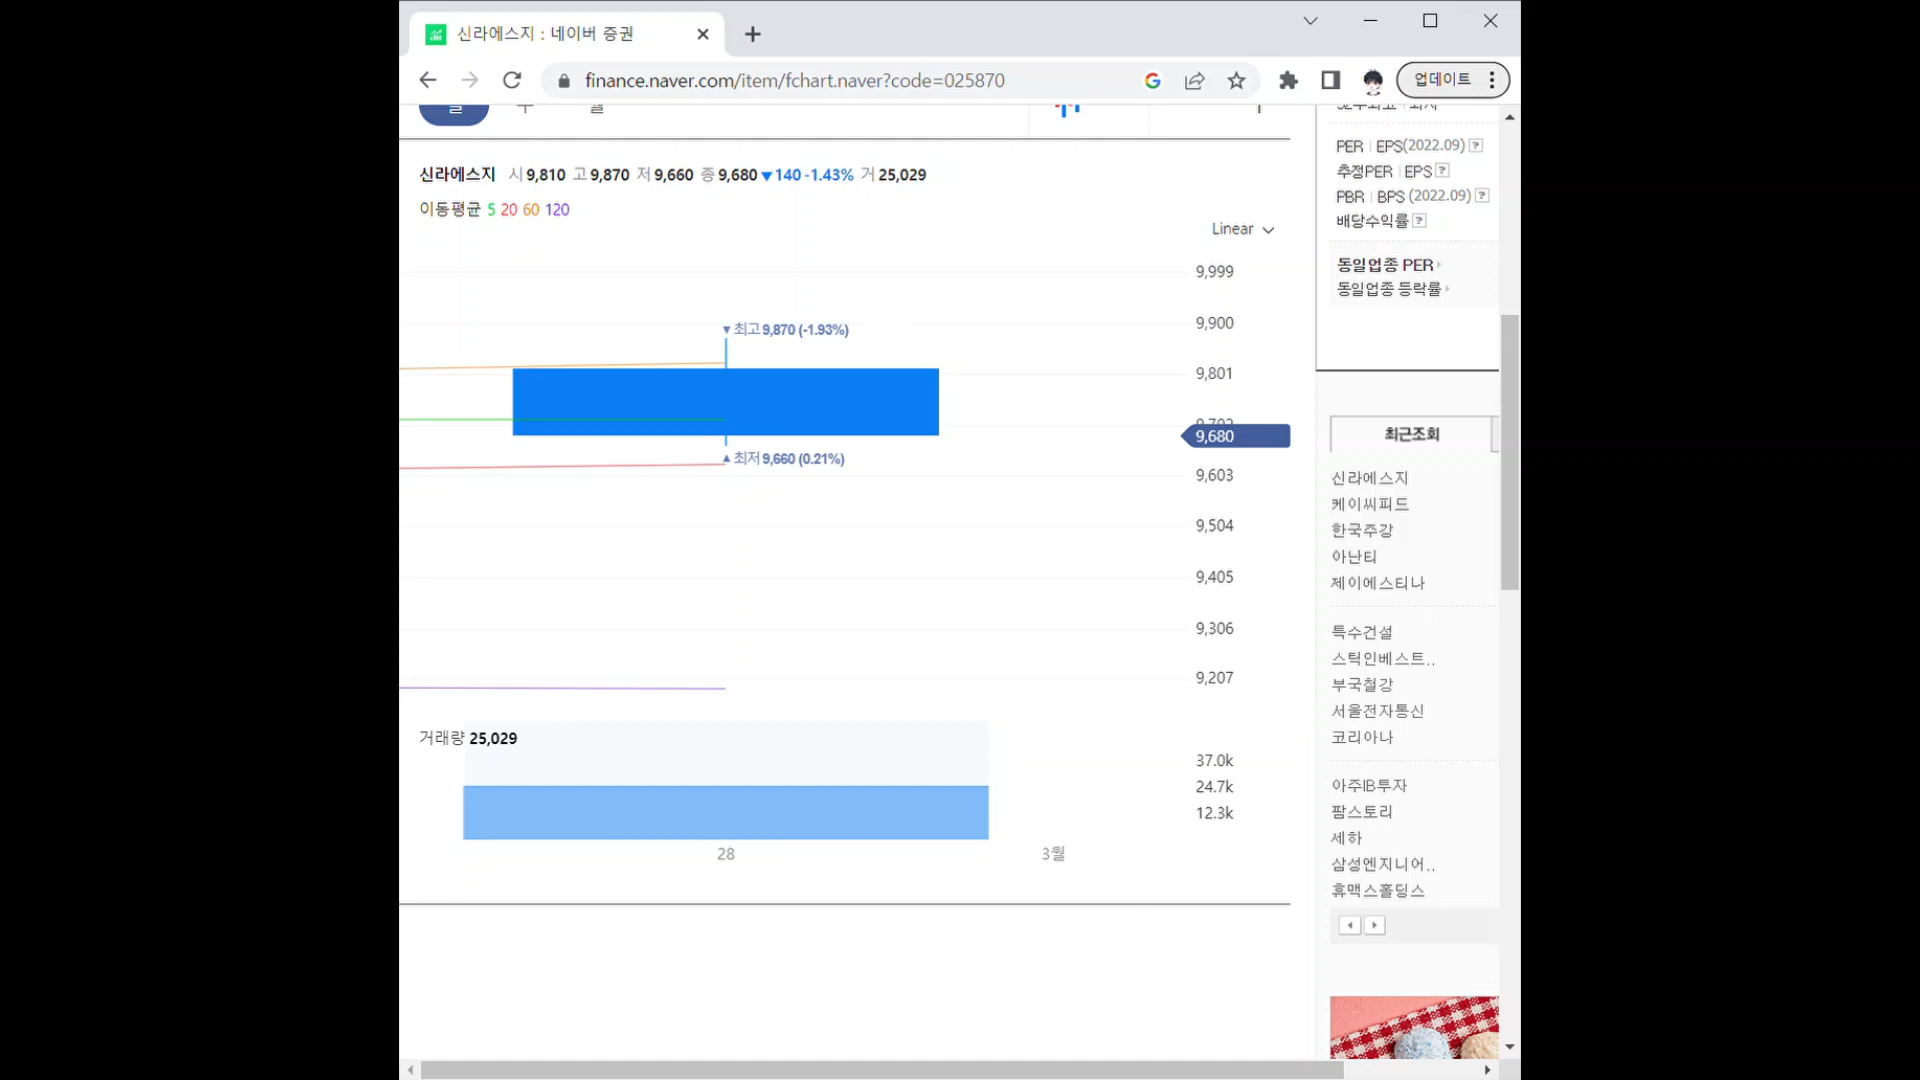 신라에스지 : 네이버 증권
finance.naver.com/item/fchart.naver?code=025870
업데이트
신라에스지 시 9,810 고 9,870 저 9,660 종 9,680 ▼140 -1.43% 거 25,029
이동평균 5 20 60 120
Linear
9,999
9,900
9,801
9,680
9,603
9,504
9,405
9,306
9,207
▼최고 9,870 (-1.93%)
▲최저 9,660 (0.21%)
거래량 25,029
37.0k
24.7k
12.3k
28
3월
PER | EPS(2022.09) ?
추정PER | EPS ?
PBR | BPS (2022.09) ?
배당수익률 ?
동일업종 PER
동일업종 등락률
최근조회
신라에스지
케이씨피드
한국주강
아난티
제이에스티나
특수건설
스틱인베스트..
부국철강
서울전자통신
코리아나
아주IB투자
팜스토리
세하
삼성엔지니어..
휴맥스홀딩스